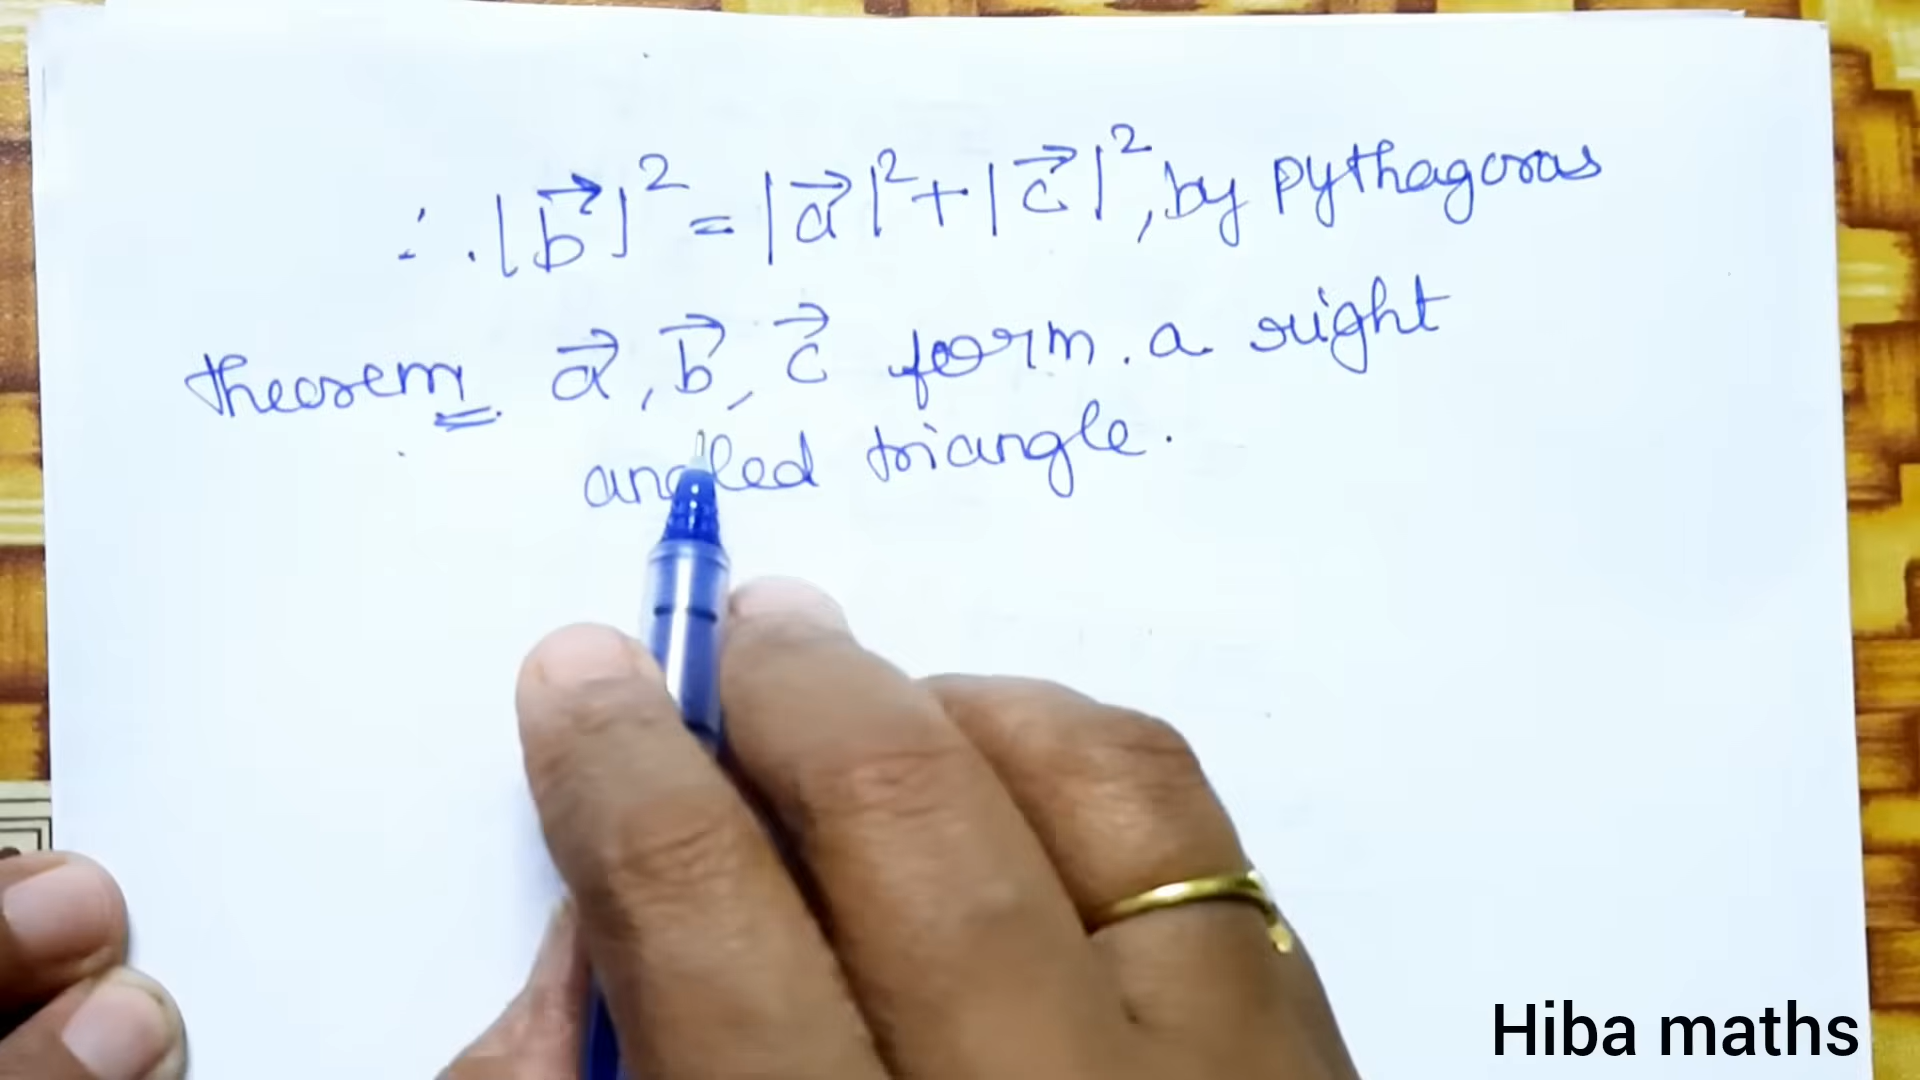 ∴ |b⃗|² = |a⃗|² + |c⃗|², by pythagoras
theorem a⃗, b⃗, c⃗ form. a right
angled triangle.
Hiba maths